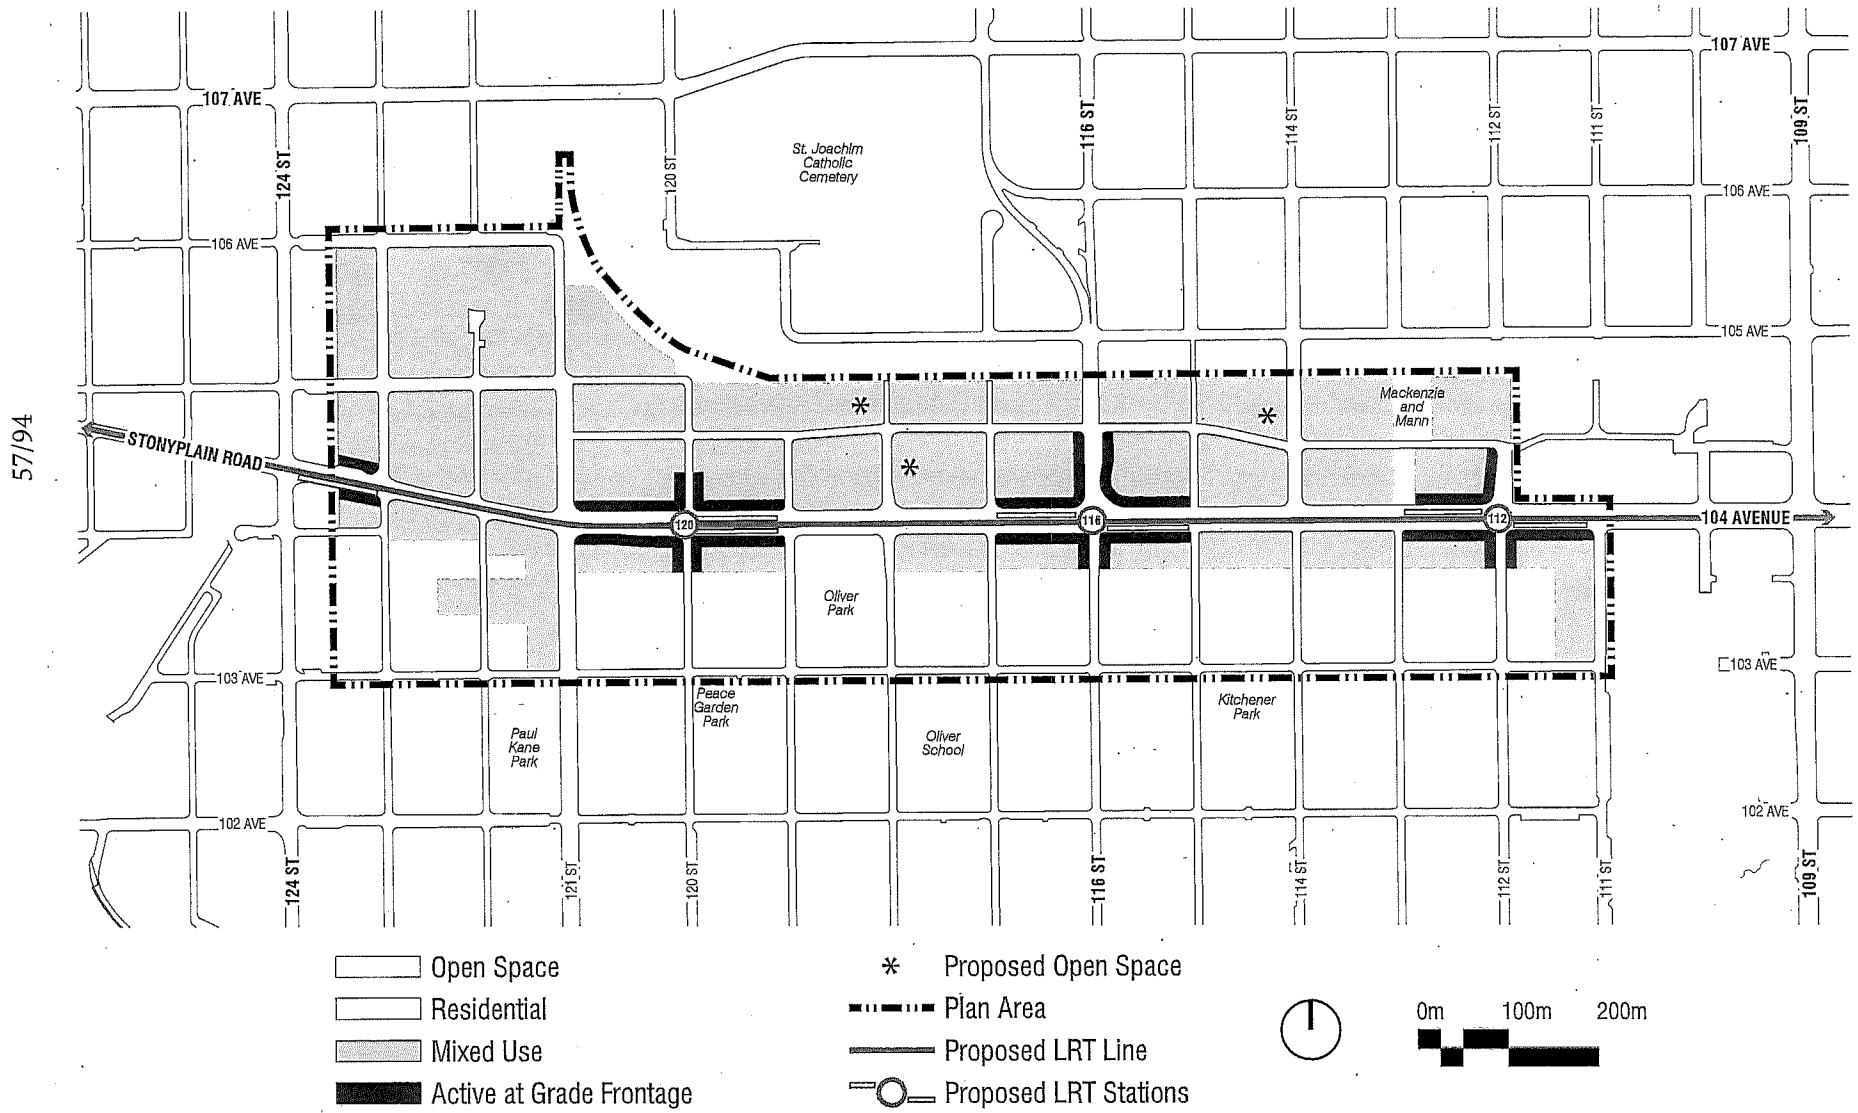 107 AVE
107 AVE
124 ST
120 ST
St. Joachim
Catholic
Cemetery
116 ST
114 ST
112 ST
111 ST
109 ST
106 AVE
106 AVE
105 AVE
57/94
STONYPLAIN ROAD
Mackenzie
and
Mann
*
*
*
120
116
112
104 AVENUE
Oliver
Park
103 AVE
103 AVE
Peace
Garden
Park
Kitchener
Park
Paul
Kane
Park
Oliver
School
102 AVE
102 AVE
124 ST
121 ST
120 ST
116 ST
114 ST
112 ST
111 ST
109 ST
Open Space
Residential
Mixed Use
Active at Grade Frontage
* Proposed Open Space
Plan Area
Proposed LRT Line
Proposed LRT Stations
0m 100m 200m